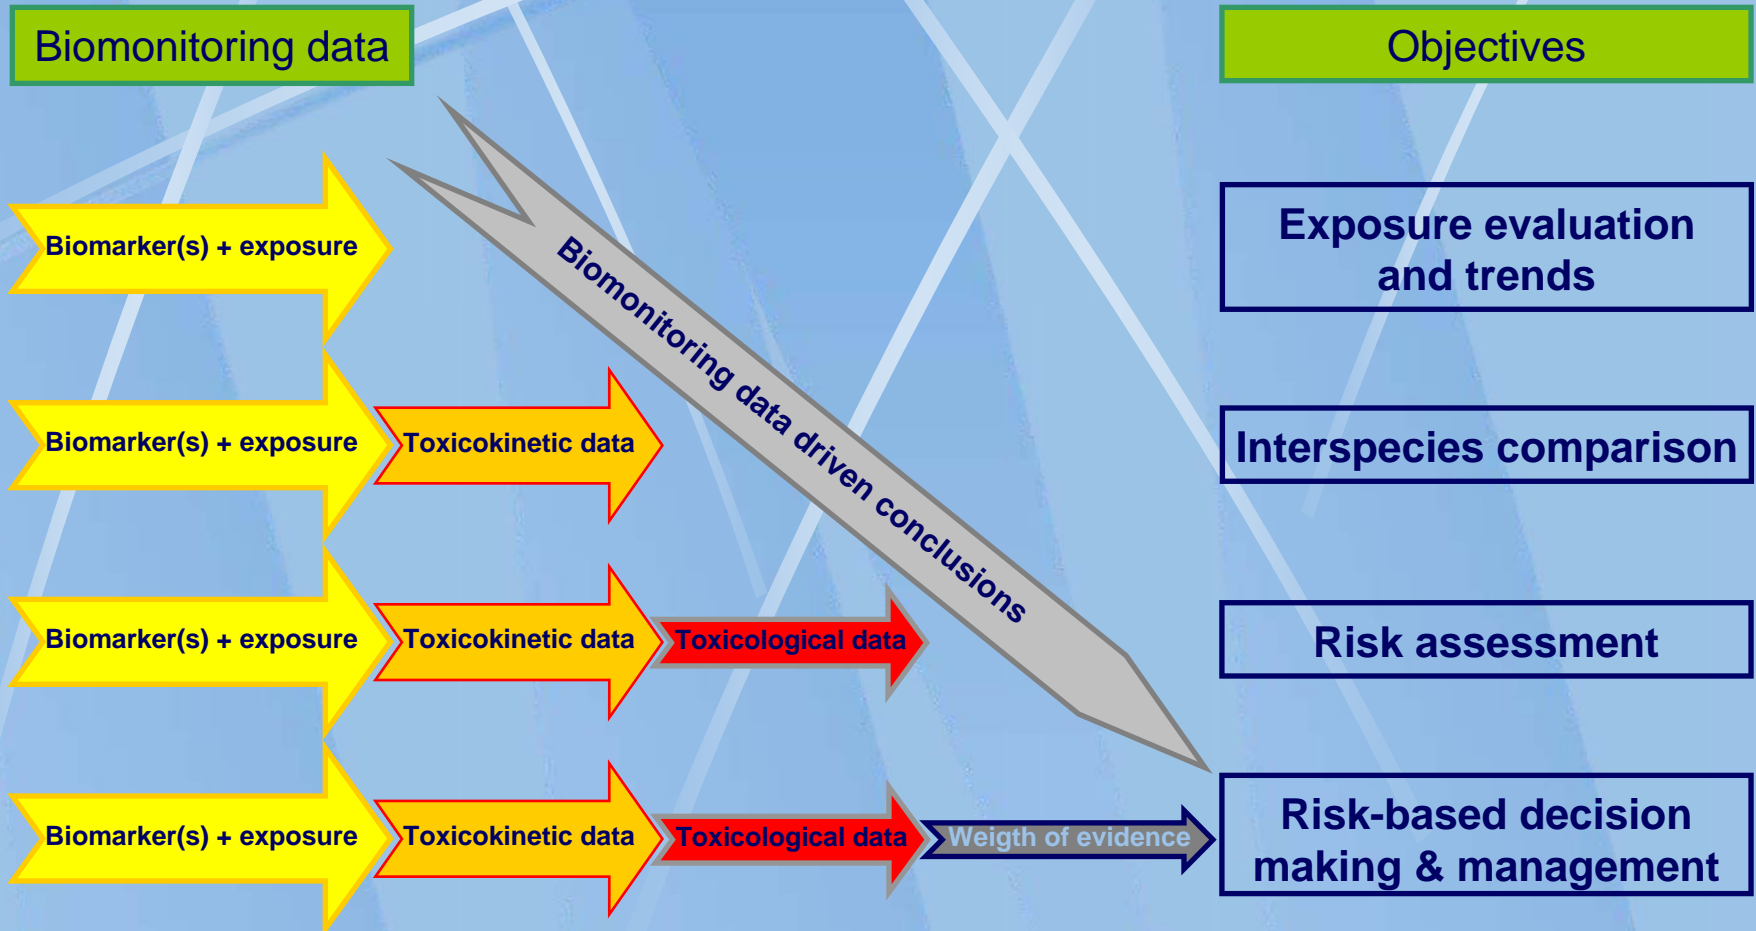 Biomonitoring data
Objectives
Biomarker(s) + exposure
Exposure evaluation
and trends
Biomonitoring data driven conclusions
Biomarker(s) + exposure
Toxicokinetic data
Interspecies comparison
Biomarker(s) + exposure
Toxicokinetic data
Toxicological data
Risk assessment
Biomarker(s) + exposure
Toxicokinetic data
Toxicological data
Weigth of evidence
Risk-based decision
making & management